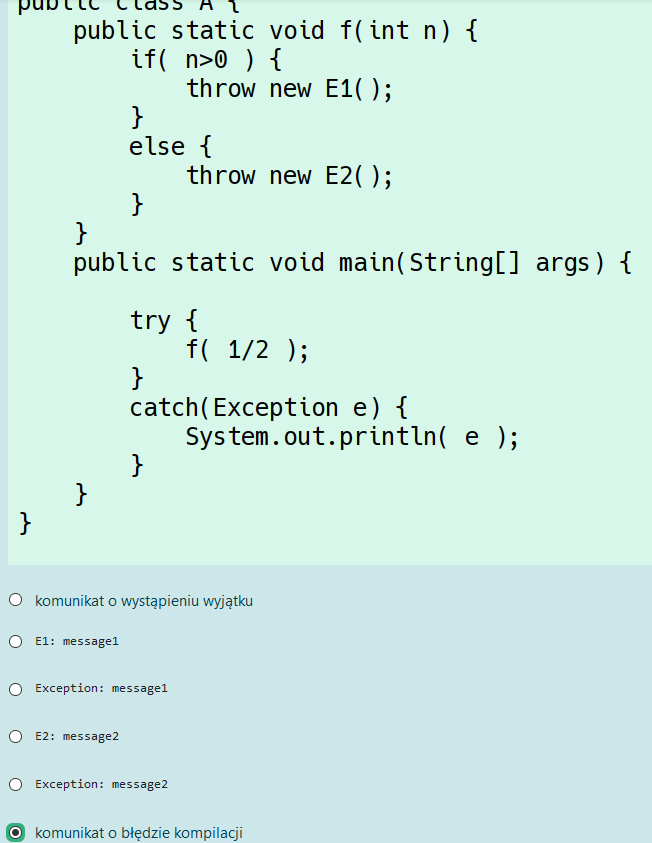 public class A {
public static void f(int n) {
if( n>0 ) {
throw new E1();
}
else {
throw new E2();
}
}
public static void main(String[] args) {
try {
f( 1/2 );
}
catch(Exception e) {
System.out.println( e );
}
}
}
komunikat o wystąpieniu wyjątku
E1: message1
Exception: message1
E2: message2
Exception: message2
komunikat o błędzie kompilacji